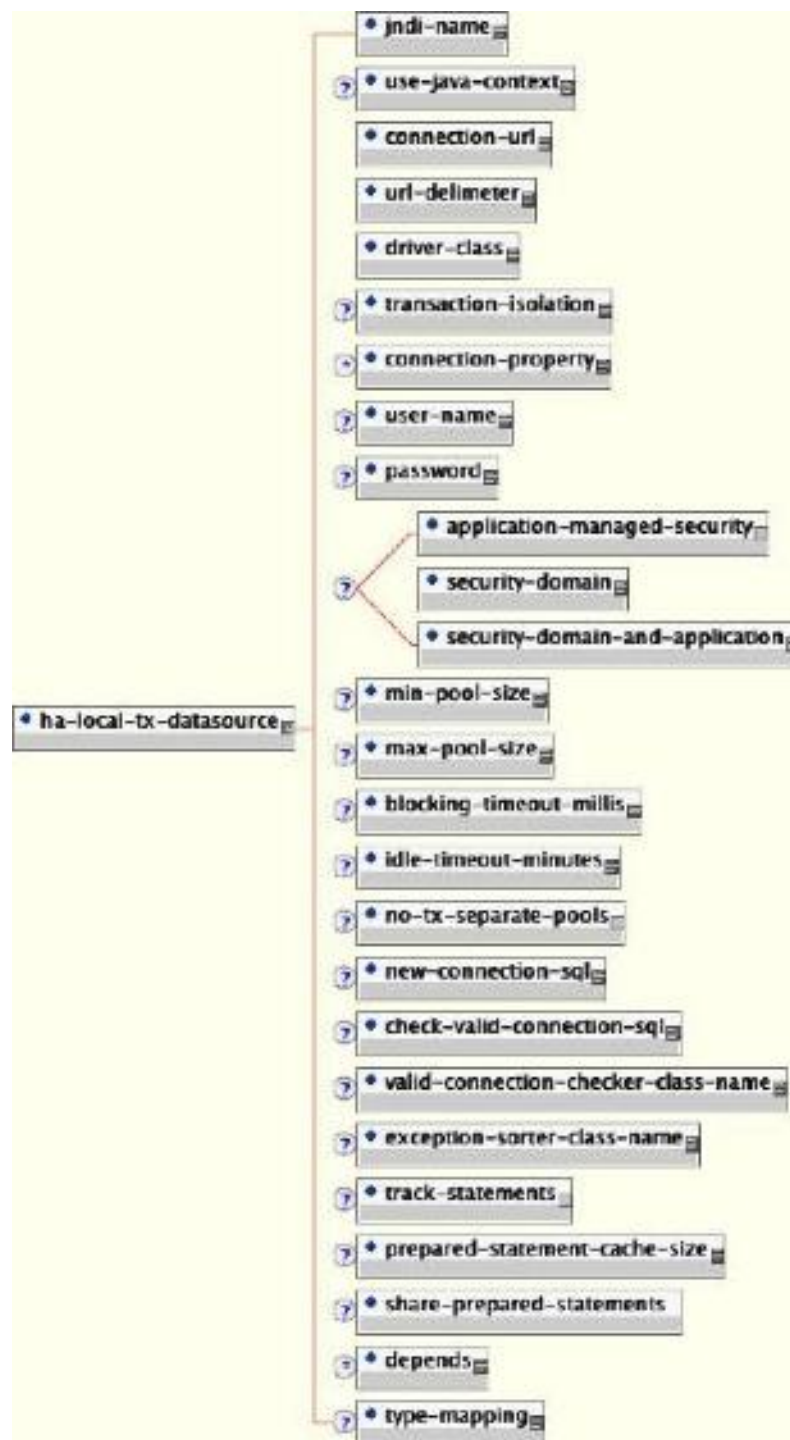 jndi-name
use-java-context
connection-url
url-delimeter
driver-class
transaction-isolation
connection-property
user-name
password
application-managed-security
security-domain
security-domain-and-application
ha-local-tx-datasource
min-pool-size
max-pool-size
blocking-timeout-millis
idle-timeout-minutes
no-tx-separate-pools
new-connection-sql
check-valid-connection-sql
valid-connection-checker-class-name
exception-sorter-class-name
track-statements
prepared-statement-cache-size
share-prepared-statements
depends
type-mapping